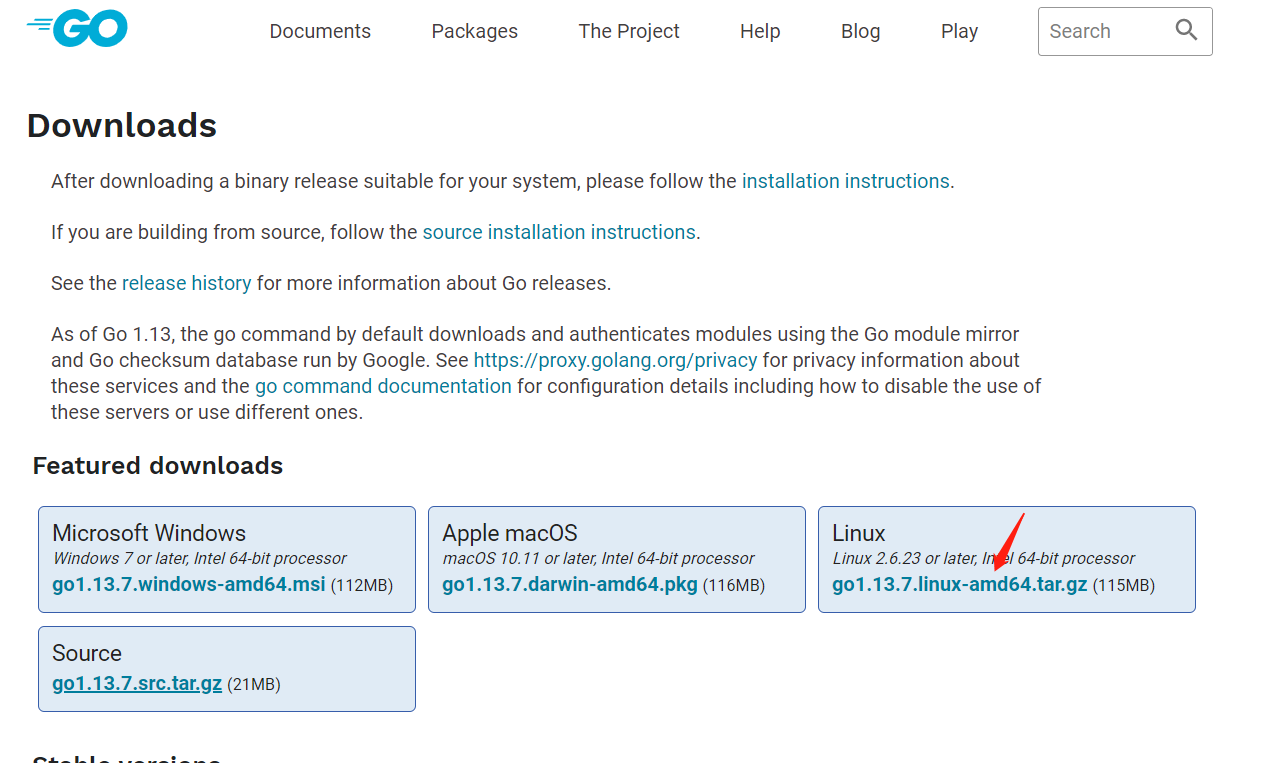 GO
Documents
Packages
The Project
Help
Blog
Play
Search
Downloads
After downloading a binary release suitable for your system, please follow the installation instructions.
If you are building from source, follow the source installation instructions.
See the release history for more information about Go releases.
As of Go 1.13, the go command by default downloads and authenticates modules using the Go module mirror
and Go checksum database run by Google. See https://proxy.golang.org/privacy for privacy information about
these services and the go command documentation for configuration details including how to disable the use of
these servers or use different ones.
Featured downloads
Microsoft Windows
Windows 7 or later, Intel 64-bit processor
go1.13.7.windows-amd64.msi (112MB)
Apple macOS
macOS 10.11 or later, Intel 64-bit processor
go1.13.7.darwin-amd64.pkg (116MB)
Linux
Linux 2.6.23 or later, Intel 64-bit processor
go1.13.7.linux-amd64.tar.gz (115MB)
Source
go1.13.7.src.tar.gz (21MB)
Stable versions